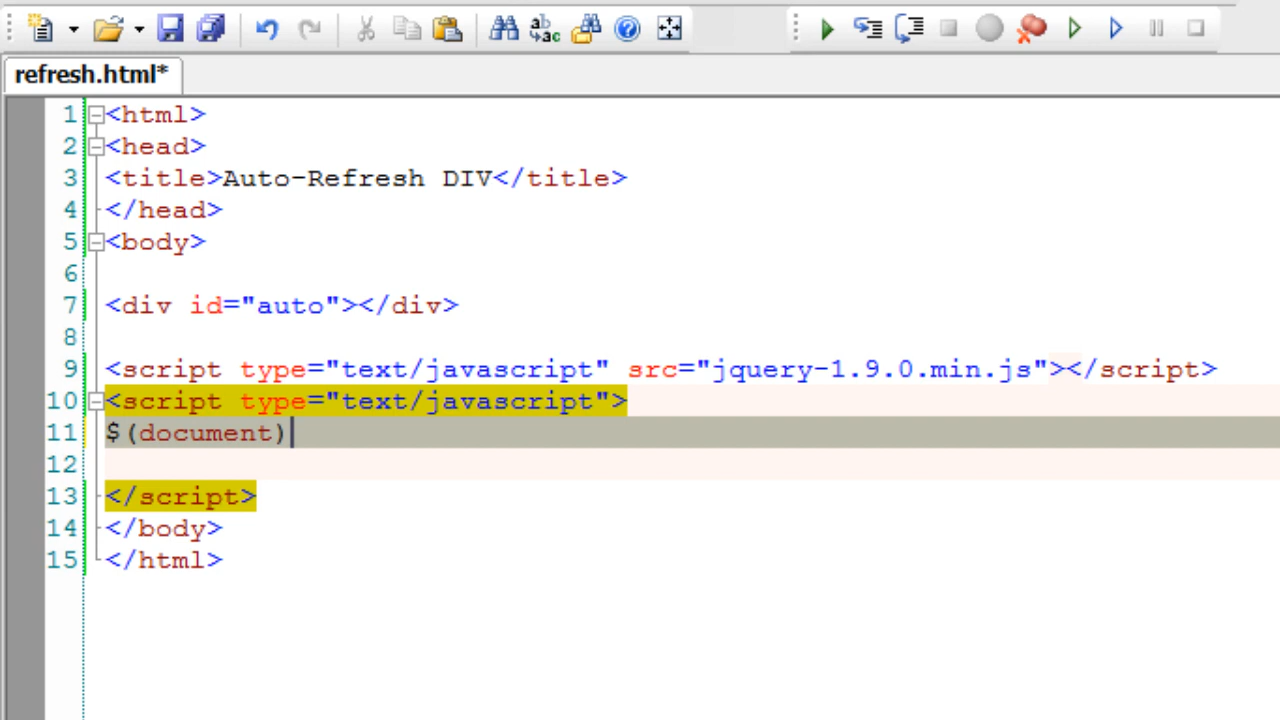 refresh.html*
1 <html>
2 <head>
3 <title>Auto-Refresh DIV</title>
4 </head>
5 <body>
6
7 <div id="auto"></div>
8
9 <script type="text/javascript" src="jquery-1.9.0.min.js"></script>
10 <script type="text/javascript">
11 $(document)
12
13 </script>
14 </body>
15 </html>